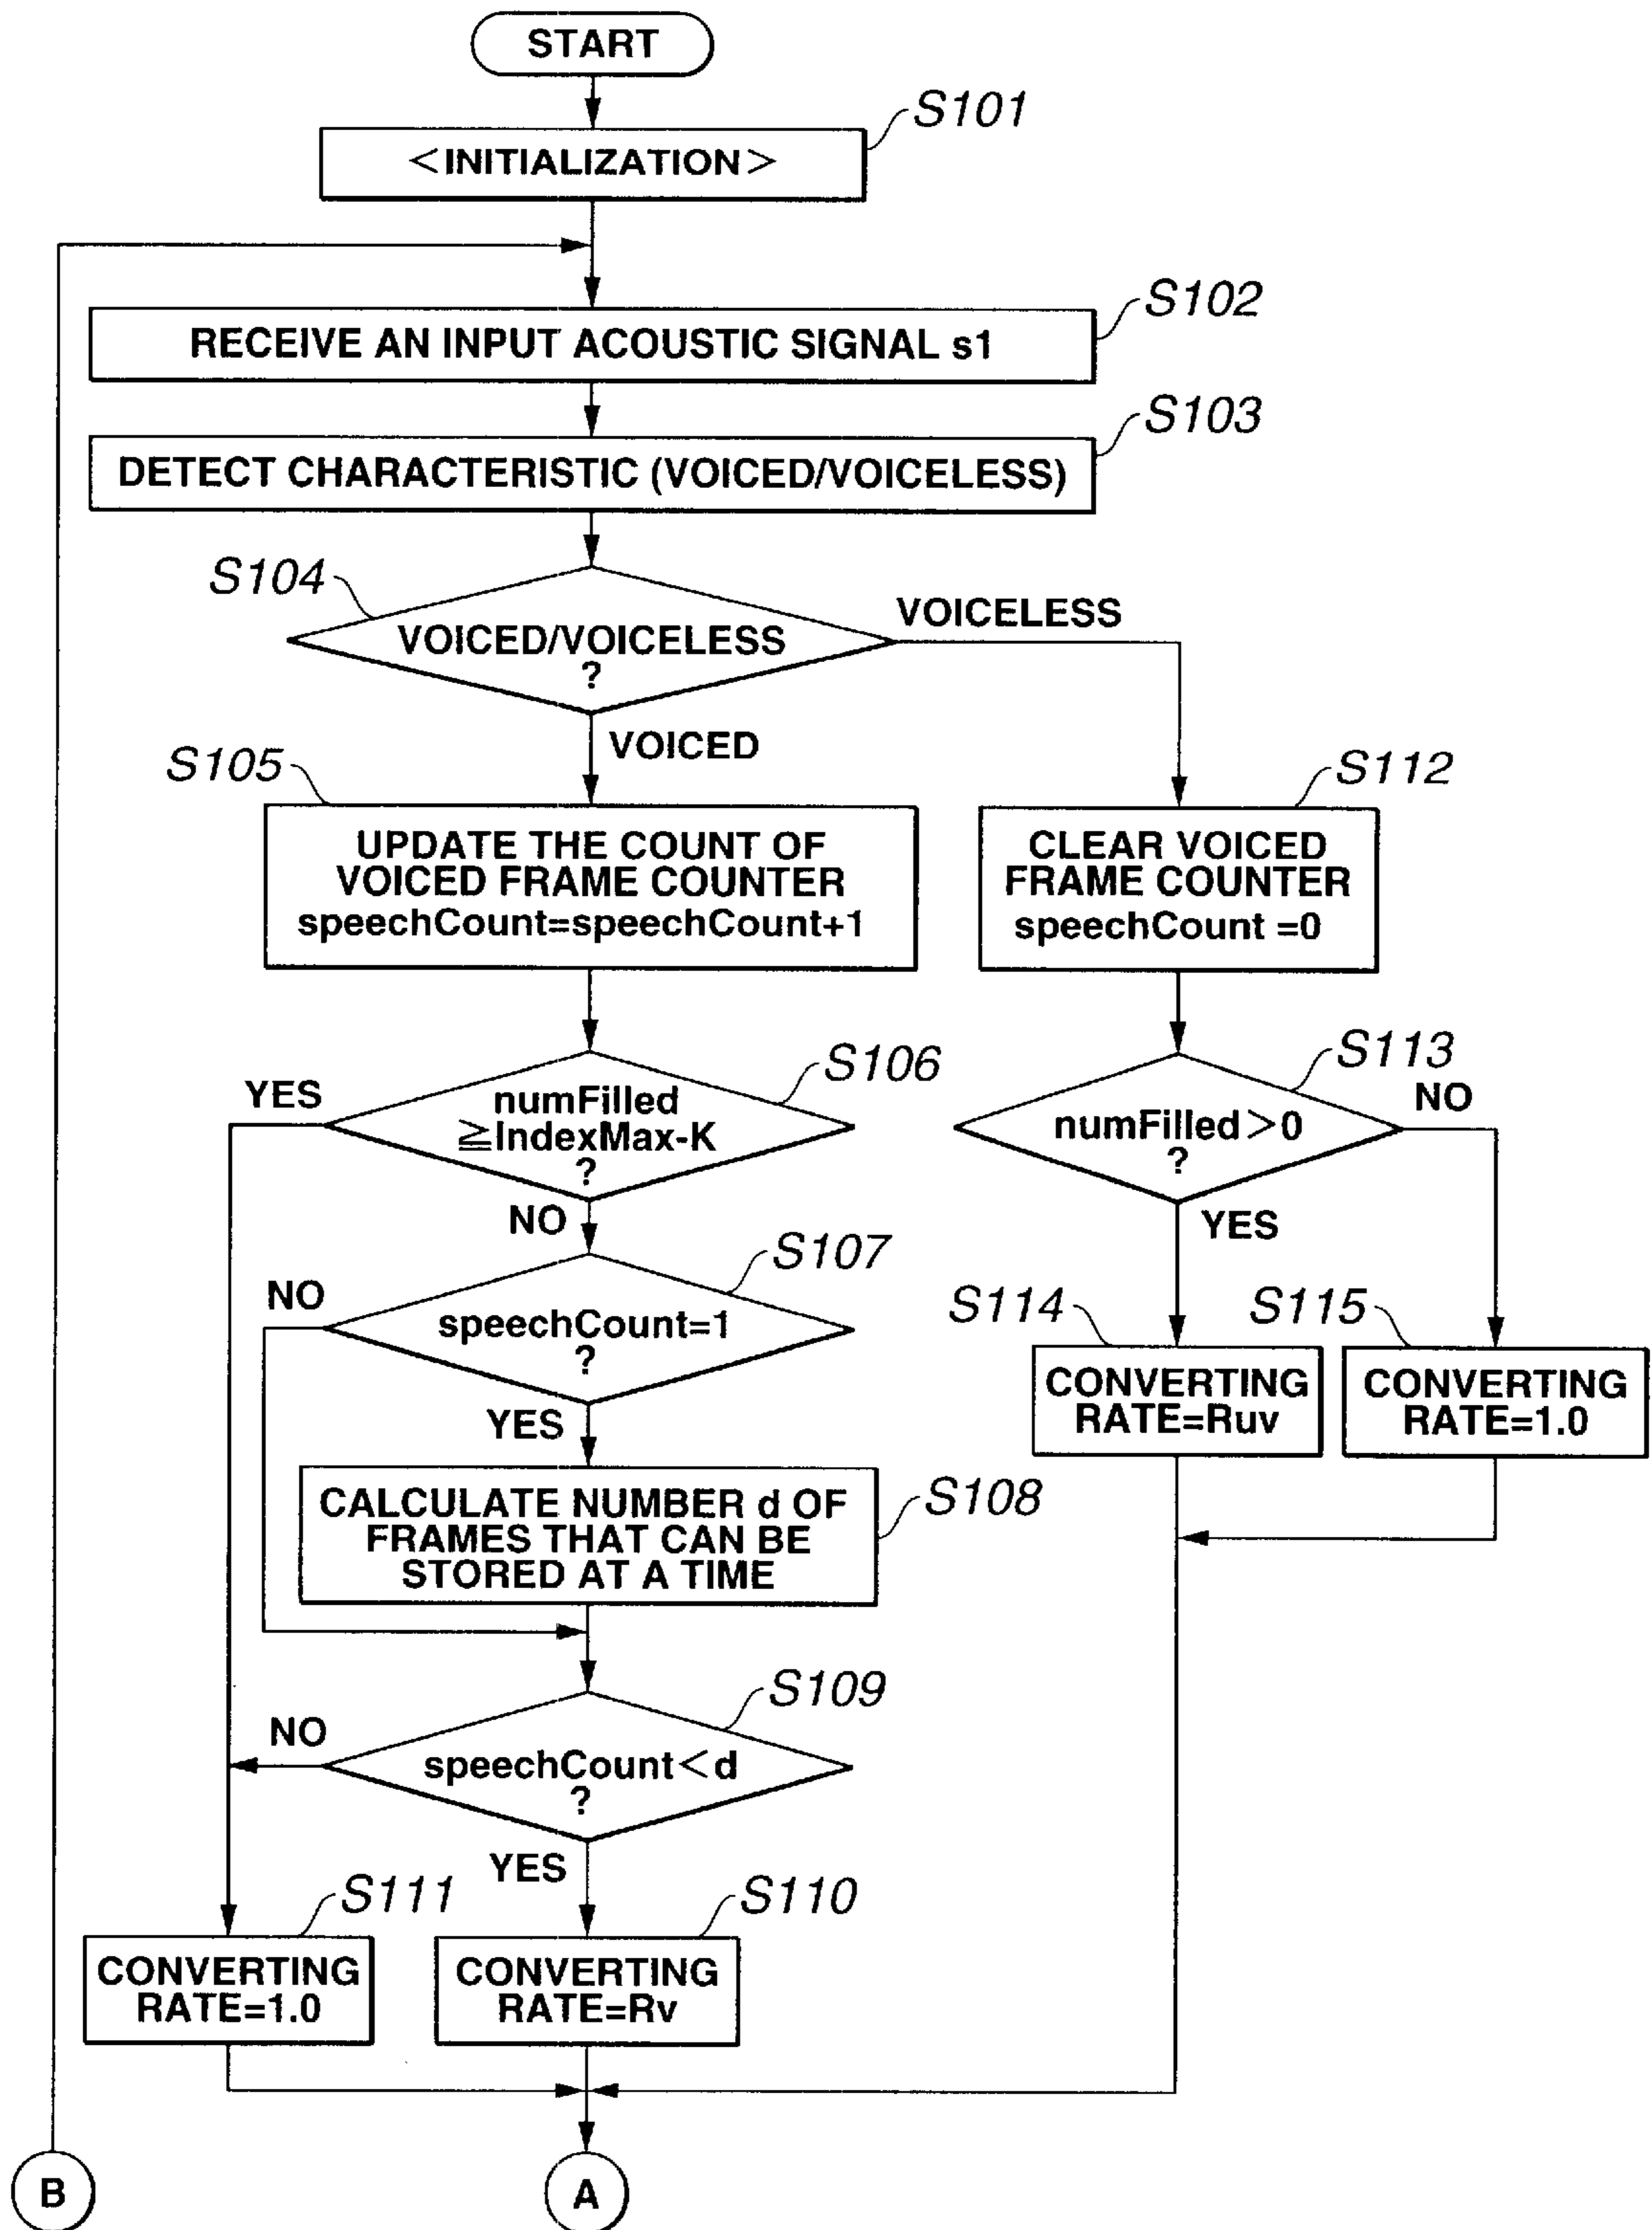 START
S101
<INITIALIZATION>
S102
RECEIVE AN INPUT ACOUSTIC SIGNAL s1
S103
DETECT CHARACTERISTIC (VOICED/VOICELESS)
S104
VOICED/VOICELESS
?
VOICELESS
VOICED
S105
UPDATE THE COUNT OF
VOICED FRAME COUNTER
speechCount=speechCount+1
S112
CLEAR VOICED
FRAME COUNTER
speechCount =0
S106
YES
numFilled
≧IndexMax-K
?
NO
S113
numFilled>0
?
NO
YES
S107
NO
speechCount=1
?
YES
S114
CONVERTING
RATE=Ruv
S115
CONVERTING
RATE=1.0
S108
CALCULATE NUMBER d OF
FRAMES THAT CAN BE
STORED AT A TIME
S109
NO
speechCount<d
?
YES
S111
CONVERTING
RATE=1.0
S110
CONVERTING
RATE=Rv
B
A